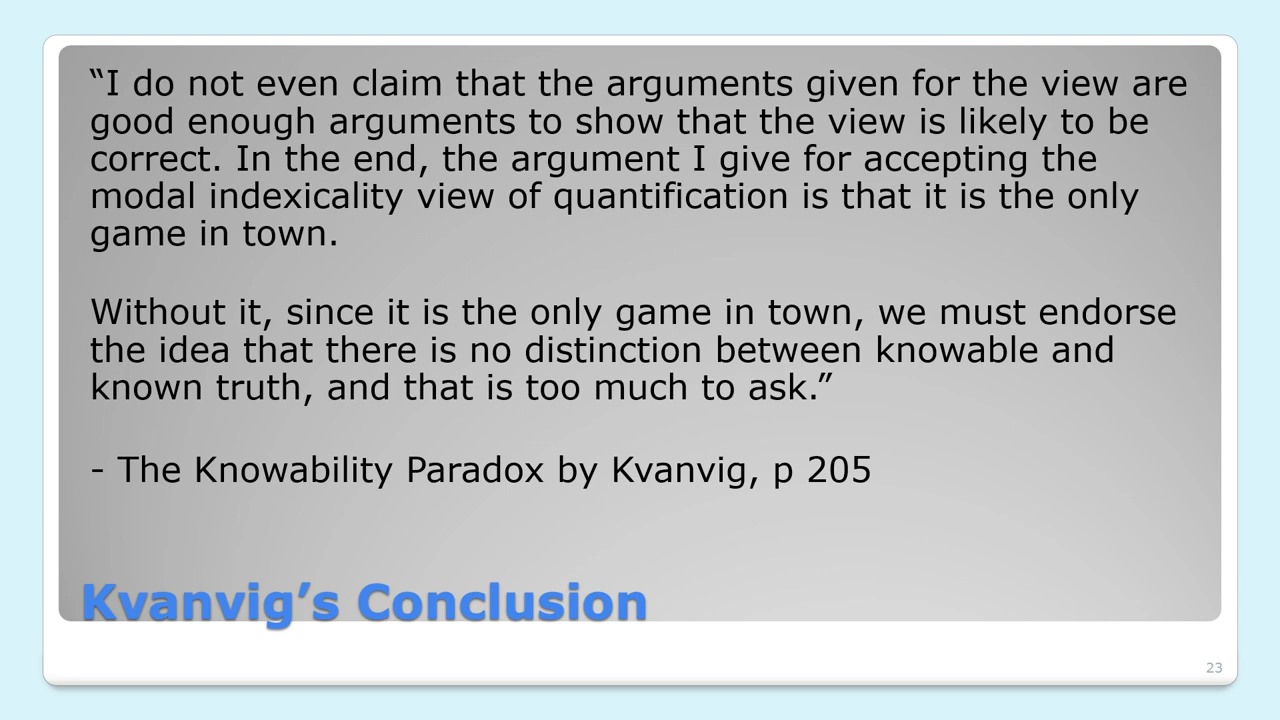 “I do not even claim that the arguments given for the view are
good enough arguments to show that the view is likely to be
correct. In the end, the argument I give for accepting the
modal indexicality view of quantification is that it is the only
game in town.
Without it, since it is the only game in town, we must endorse
the idea that there is no distinction between knowable and
known truth, and that is too much to ask.”
- The Knowability Paradox by Kvanvig, p 205
Kvanvig’s Conclusion
23